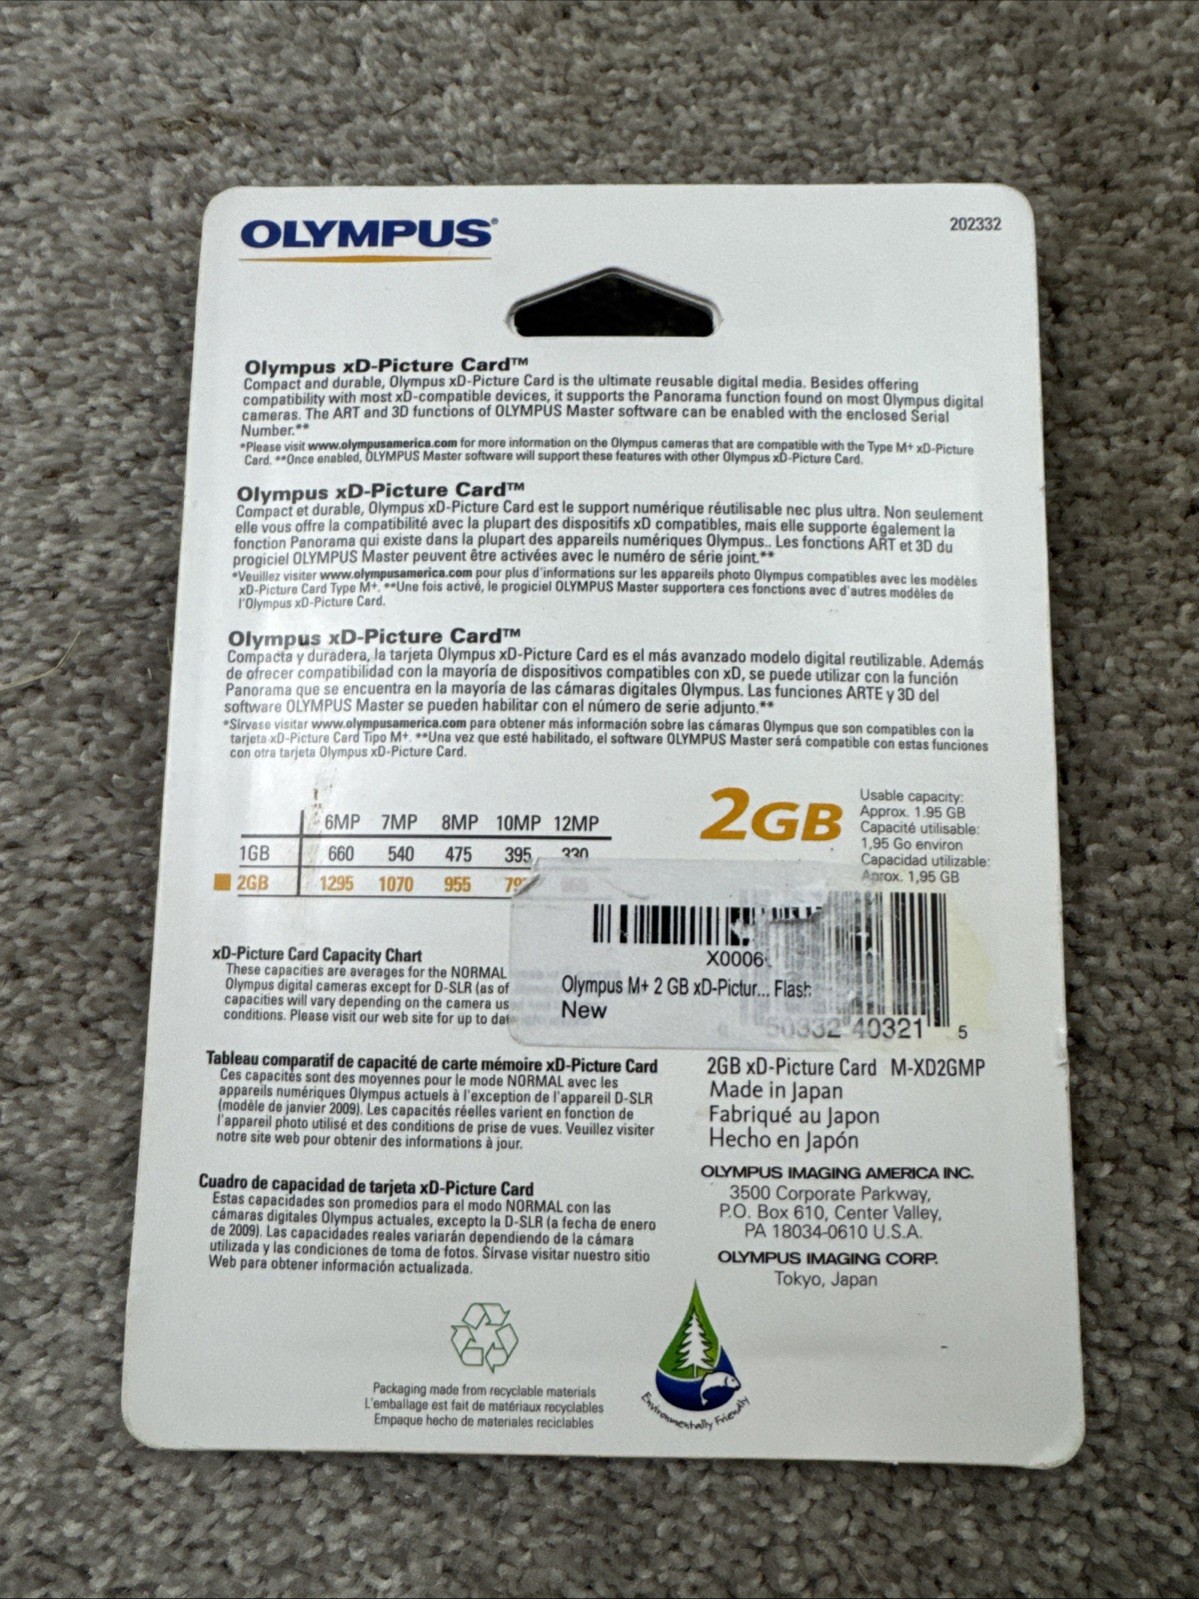 OLYMPUS®
202332
Olympus xD-Picture Card™
Compact and durable, Olympus xD-Picture Card is the ultimate reusable digital media. Besides offering
compatibility with most xD-compatible devices, it supports the Panorama function found on most Olympus digital
cameras. The ART and 3D functions of OLYMPUS Master software can be enabled with the enclosed Serial
Number.**
*Please visit www.olympusamerica.com for more information on the Olympus cameras that are compatible with the Type M+ xD-Picture
Card. **Once enabled, OLYMPUS Master software will support these features with other Olympus xD-Picture Card.
Olympus xD-Picture Card™
Compact et durable, Olympus xD-Picture Card est le support numérique réutilisable nec plus ultra. Non seulement
elle vous offre la compatibilité avec la plupart des dispositifs xD compatibles, mais elle supporte également la
fonction Panorama qui existe dans la plupart des appareils numériques Olympus.. Les fonctions ART et 3D du
progiciel OLYMPUS Master peuvent être activées avec le numéro de série joint.**
*Veuillez visiter www.olympusamerica.com pour plus d'informations sur les appareils photo Olympus compatibles avec les modèles
xD-Picture Card Type M+. **Une fois activé, le progiciel OLYMPUS Master supportera ces fonctions avec d'autres modèles de
l'Olympus xD-Picture Card.
Olympus xD-Picture Card™
Compacta y duradera, la tarjeta Olympus xD-Picture Card es el más avanzado modelo digital reutilizable. Además
de ofrecer compatibilidad con la mayoría de dispositivos compatibles con xD, se puede utilizar con la función
Panorama que se encuentra en la mayoría de las cámaras digitales Olympus. Las funciones ARTE y 3D del
software OLYMPUS Master se pueden habilitar con el número de serie adjunto.**
*Sírvase visitar www.olympusamerica.com para obtener más información sobre las cámaras Olympus que son compatibles con la
tarjeta xD-Picture Card Tipo M+. **Una vez que esté habilitado, el software OLYMPUS Master será compatible con estas funciones
con otra tarjeta Olympus xD-Picture Card.
6MP 7MP 8MP 10MP 12MP
1GB 660 540 475 395 330
2GB 1295 1070 955
2GB
Usable capacity:
Approx. 1.95 GB
Capacité utilisable:
1,95 Go environ
Capacidad utilizable:
Aprox. 1,95 GB
X0006
Olympus M+ 2 GB xD-Pictur... Flash
New
50332 40321 5
xD-Picture Card Capacity Chart
These capacities are averages for the NORMAL
Olympus digital cameras except for D-SLR (as of
capacities will vary depending on the camera us
conditions. Please visit our web site for up to dat
Tableau comparatif de capacité de carte mémoire xD-Picture Card
Ces capacités sont des moyennes pour le mode NORMAL avec les
appareils numériques Olympus actuels à l'exception de l'appareil D-SLR
(modèle de janvier 2009). Les capacités réelles varient en fonction de
l'appareil photo utilisé et des conditions de prise de vues. Veuillez visiter
notre site web pour obtenir des informations à jour.
Cuadro de capacidad de tarjeta xD-Picture Card
Estas capacidades son promedios para el modo NORMAL con las
cámaras digitales Olympus actuales, excepto la D-SLR (a fecha de enero
de 2009). Las capacidades reales variarán dependiendo de la cámara
utilizada y las condiciones de toma de fotos. Sírvase visitar nuestro sitio
Web para obtener información actualizada.
2GB xD-Picture Card M-XD2GMP
Made in Japan
Fabriqué au Japon
Hecho en Japón
OLYMPUS IMAGING AMERICA INC.
3500 Corporate Parkway,
P.O. Box 610, Center Valley,
PA 18034-0610 U.S.A.
OLYMPUS IMAGING CORP.
Tokyo, Japan
Packaging made from recyclable materials
L'emballage est fait de matériaux recyclables
Empaque hecho de materiales reciclables
Environmentally Friendly